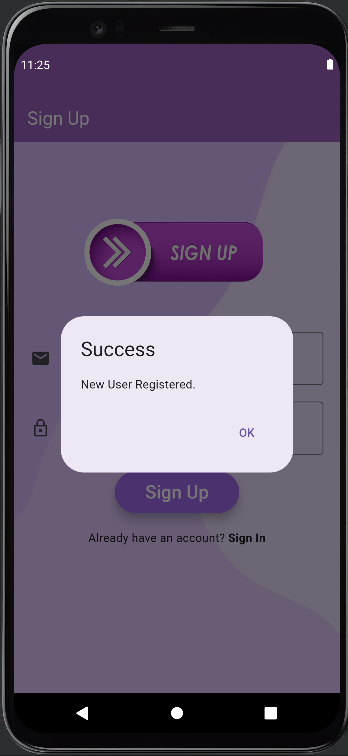 11:25
Sign Up
SIGN UP
Success
New User Registered.
OK
Sign Up
Already have an account? Sign In